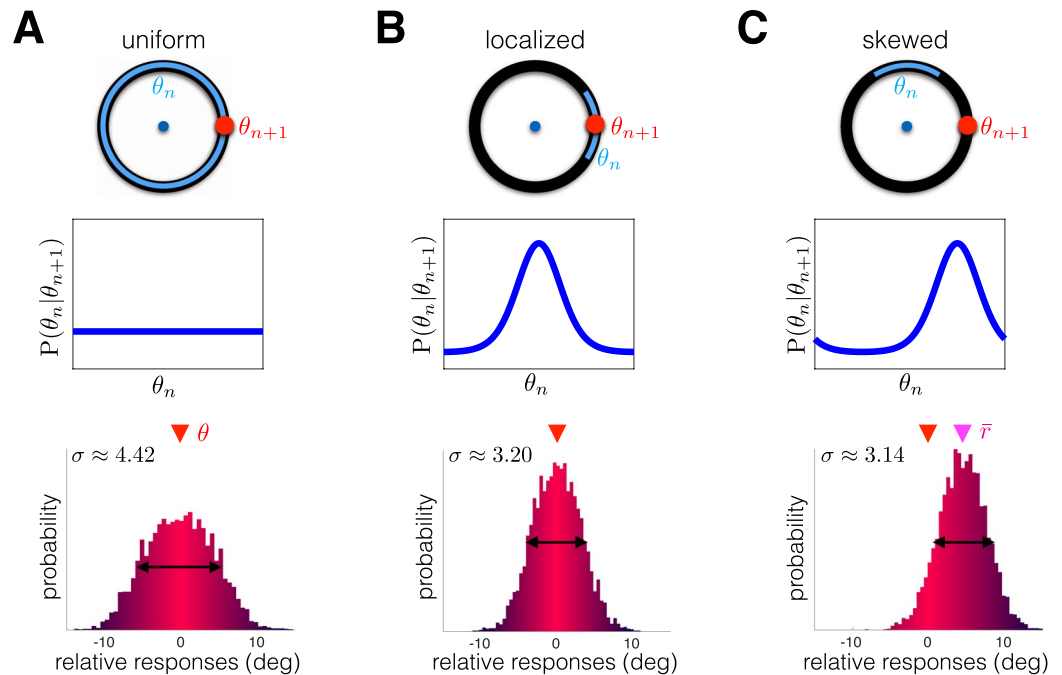 A
uniform
θn
θn+1
P(θn|θn+1)
θn
θ
σ ≈ 4.42
probability
-10 0 10
relative responses (deg)
B
localized
θn+1
θn
P(θn|θn+1)
θn
σ ≈ 3.20
probability
-10 0 10
relative responses (deg)
C
skewed
θn
θn+1
P(θn|θn+1)
θn
r̄
σ ≈ 3.14
probability
-10 0 10
relative responses (deg)